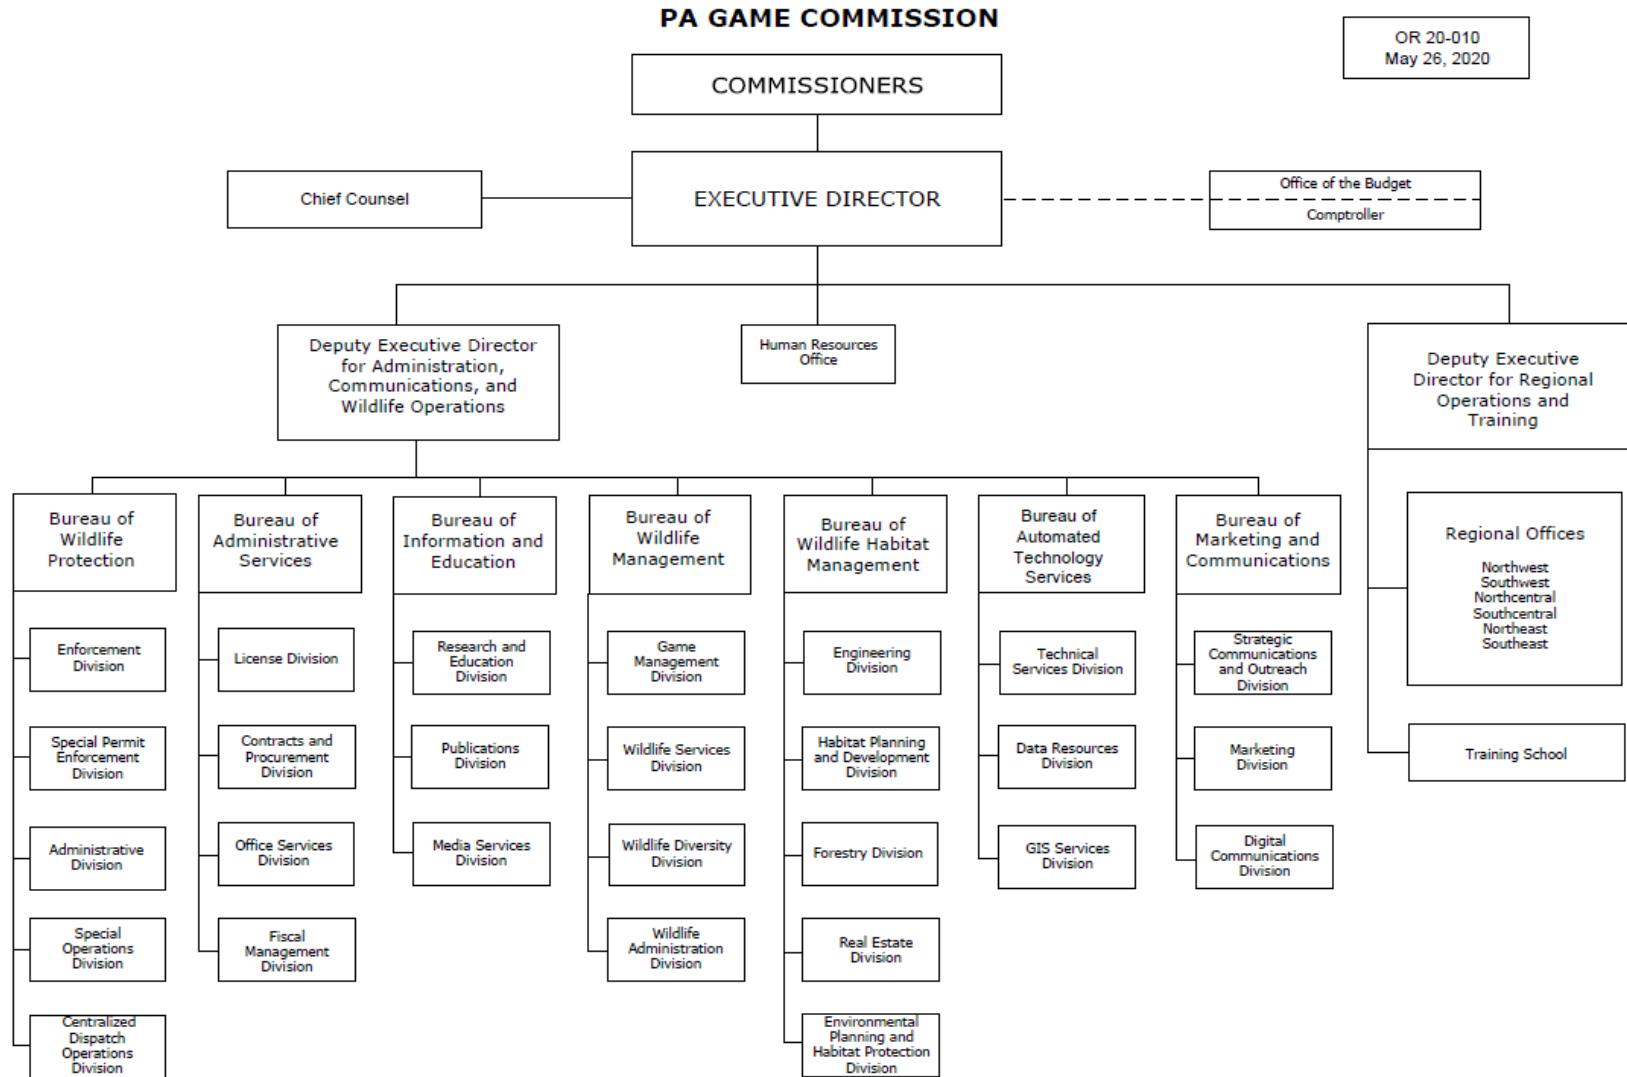 PA GAME COMMISSION
OR 20-010
May 26, 2020
COMMISSIONERS
Chief Counsel
EXECUTIVE DIRECTOR
Office of the Budget
Comptroller
Deputy Executive Director
for Administration,
Communications, and
Wildlife Operations
Human Resources
Office
Deputy Executive
Director for Regional
Operations and
Training
Bureau of
Wildlife
Protection
Bureau of
Administrative
Services
Bureau of
Information and
Education
Bureau of
Wildlife
Management
Bureau of
Wildlife Habitat
Management
Bureau of
Automated
Technology
Services
Bureau of
Marketing and
Communications
Regional Offices
Northwest
Southwest
Northcentral
Southcentral
Northeast
Southeast
Enforcement
Division
License Division
Research and
Education
Division
Game
Management
Division
Engineering
Division
Technical
Services Division
Strategic
Communications
and Outreach
Division
Special Permit
Enforcement
Division
Contracts and
Procurement
Division
Publications
Division
Wildlife Services
Division
Habitat Planning
and Development
Division
Data Resources
Division
Marketing
Division
Training School
Administrative
Division
Office Services
Division
Media Services
Division
Wildlife Diversity
Division
Forestry Division
GIS Services
Division
Digital
Communications
Division
Special
Operations
Division
Fiscal
Management
Division
Wildlife
Administration
Division
Real Estate
Division
Centralized
Dispatch
Operations
Division
Environmental
Planning and
Habitat Protection
Division